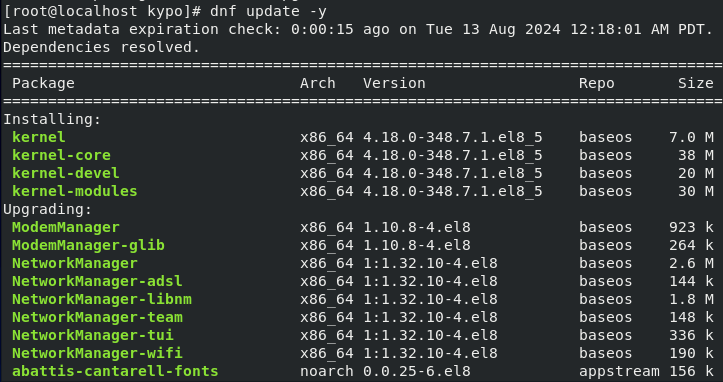 [root@localhost kypo]# dnf update -y
Last metadata expiration check: 0:00:15 ago on Tue 13 Aug 2024 12:18:01 AM PDT.
Dependencies resolved.
================================================================================
Package Arch Version Repo Size
================================================================================
Installing:
kernel x86_64 4.18.0-348.7.1.el8_5 baseos 7.0 M
kernel-core x86_64 4.18.0-348.7.1.el8_5 baseos 38 M
kernel-devel x86_64 4.18.0-348.7.1.el8_5 baseos 20 M
kernel-modules x86_64 4.18.0-348.7.1.el8_5 baseos 30 M
Upgrading:
ModemManager x86_64 1.10.8-4.el8 baseos 923 k
ModemManager-glib x86_64 1.10.8-4.el8 baseos 264 k
NetworkManager x86_64 1:1.32.10-4.el8 baseos 2.6 M
NetworkManager-adsl x86_64 1:1.32.10-4.el8 baseos 144 k
NetworkManager-libnm x86_64 1:1.32.10-4.el8 baseos 1.8 M
NetworkManager-team x86_64 1:1.32.10-4.el8 baseos 148 k
NetworkManager-tui x86_64 1:1.32.10-4.el8 baseos 336 k
NetworkManager-wifi x86_64 1:1.32.10-4.el8 baseos 190 k
abattis-cantarell-fonts noarch 0.0.25-6.el8 appstream 156 k